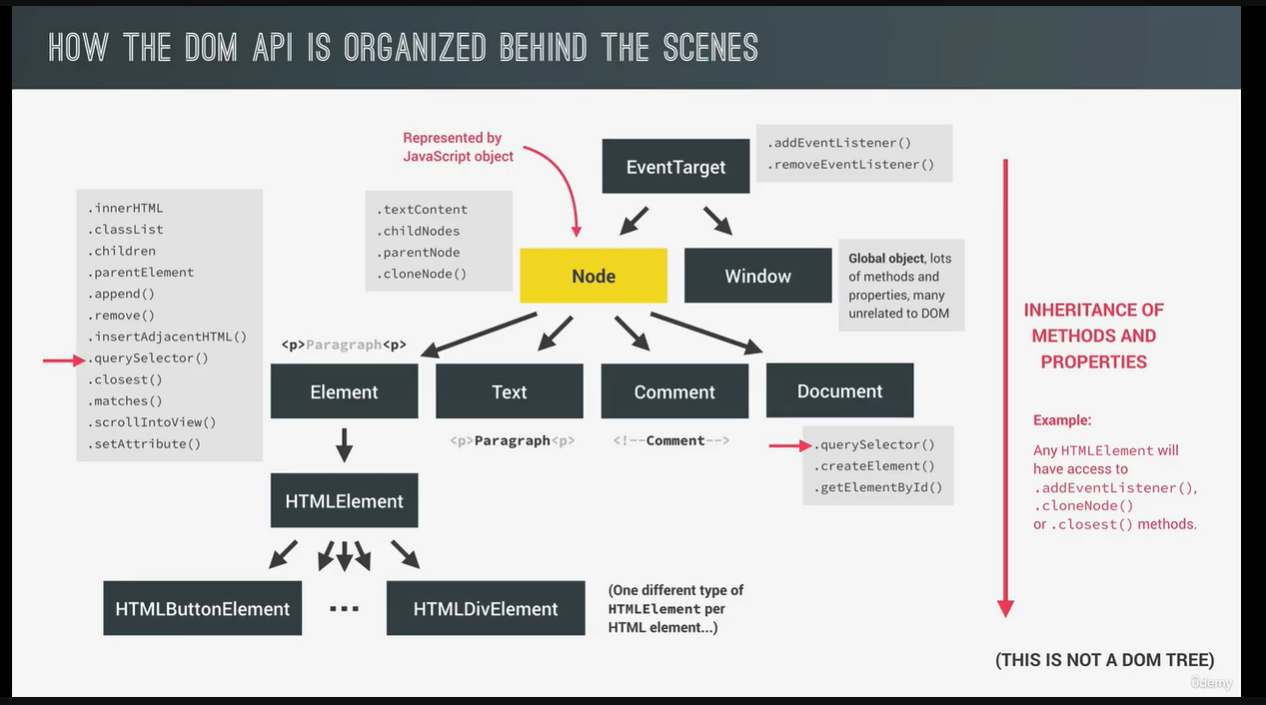 HOW THE DOM API IS ORGANIZED BEHIND THE SCENES
Represented by
JavaScript object
EventTarget
.addEventListener()
.removeEventListener()
.innerHTML
.classList
.children
.parentElement
.append()
.remove()
.insertAdjacentHTML()
.querySelector()
.closest()
.matches()
.scrollIntoView()
.setAttribute()
.textContent
.childNodes
.parentNode
.cloneNode()
Node
Window
Global object, lots
of methods and
properties, many
unrelated to DOM
<p>Paragraph<p>
Element
Text
Comment
Document
<p>Paragraph<p>
<!--Comment-->
.querySelector()
.createElement()
.getElementById()
HTMLElement
HTMLButtonElement
...
HTMLDivElement
(One different type of
HTMLElement per
HTML element...)
INHERITANCE OF
METHODS AND
PROPERTIES
Example:
Any HTMLElement will
have access to
.addEventListener(),
.cloneNode()
or .closest() methods.
(THIS IS NOT A DOM TREE)
ûdemy